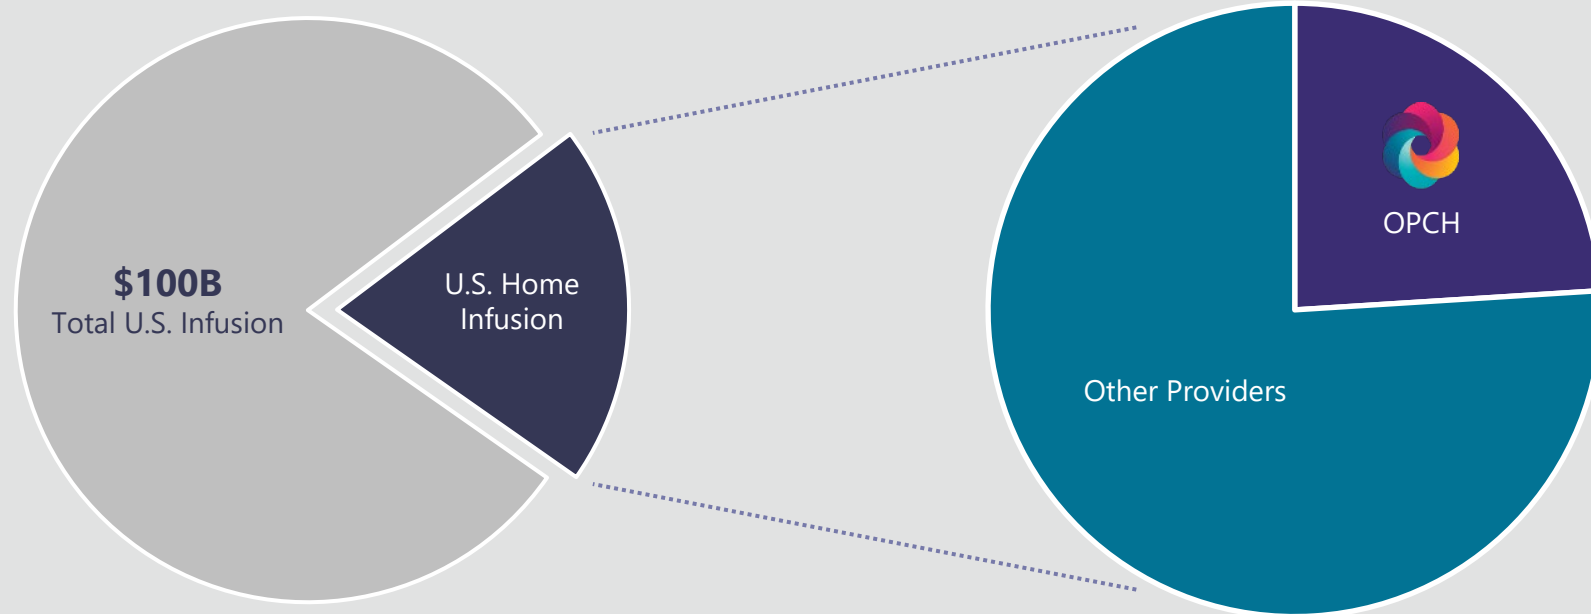 $100B
Total U.S. Infusion
U.S. Home
Infusion
OPCH
Other Providers